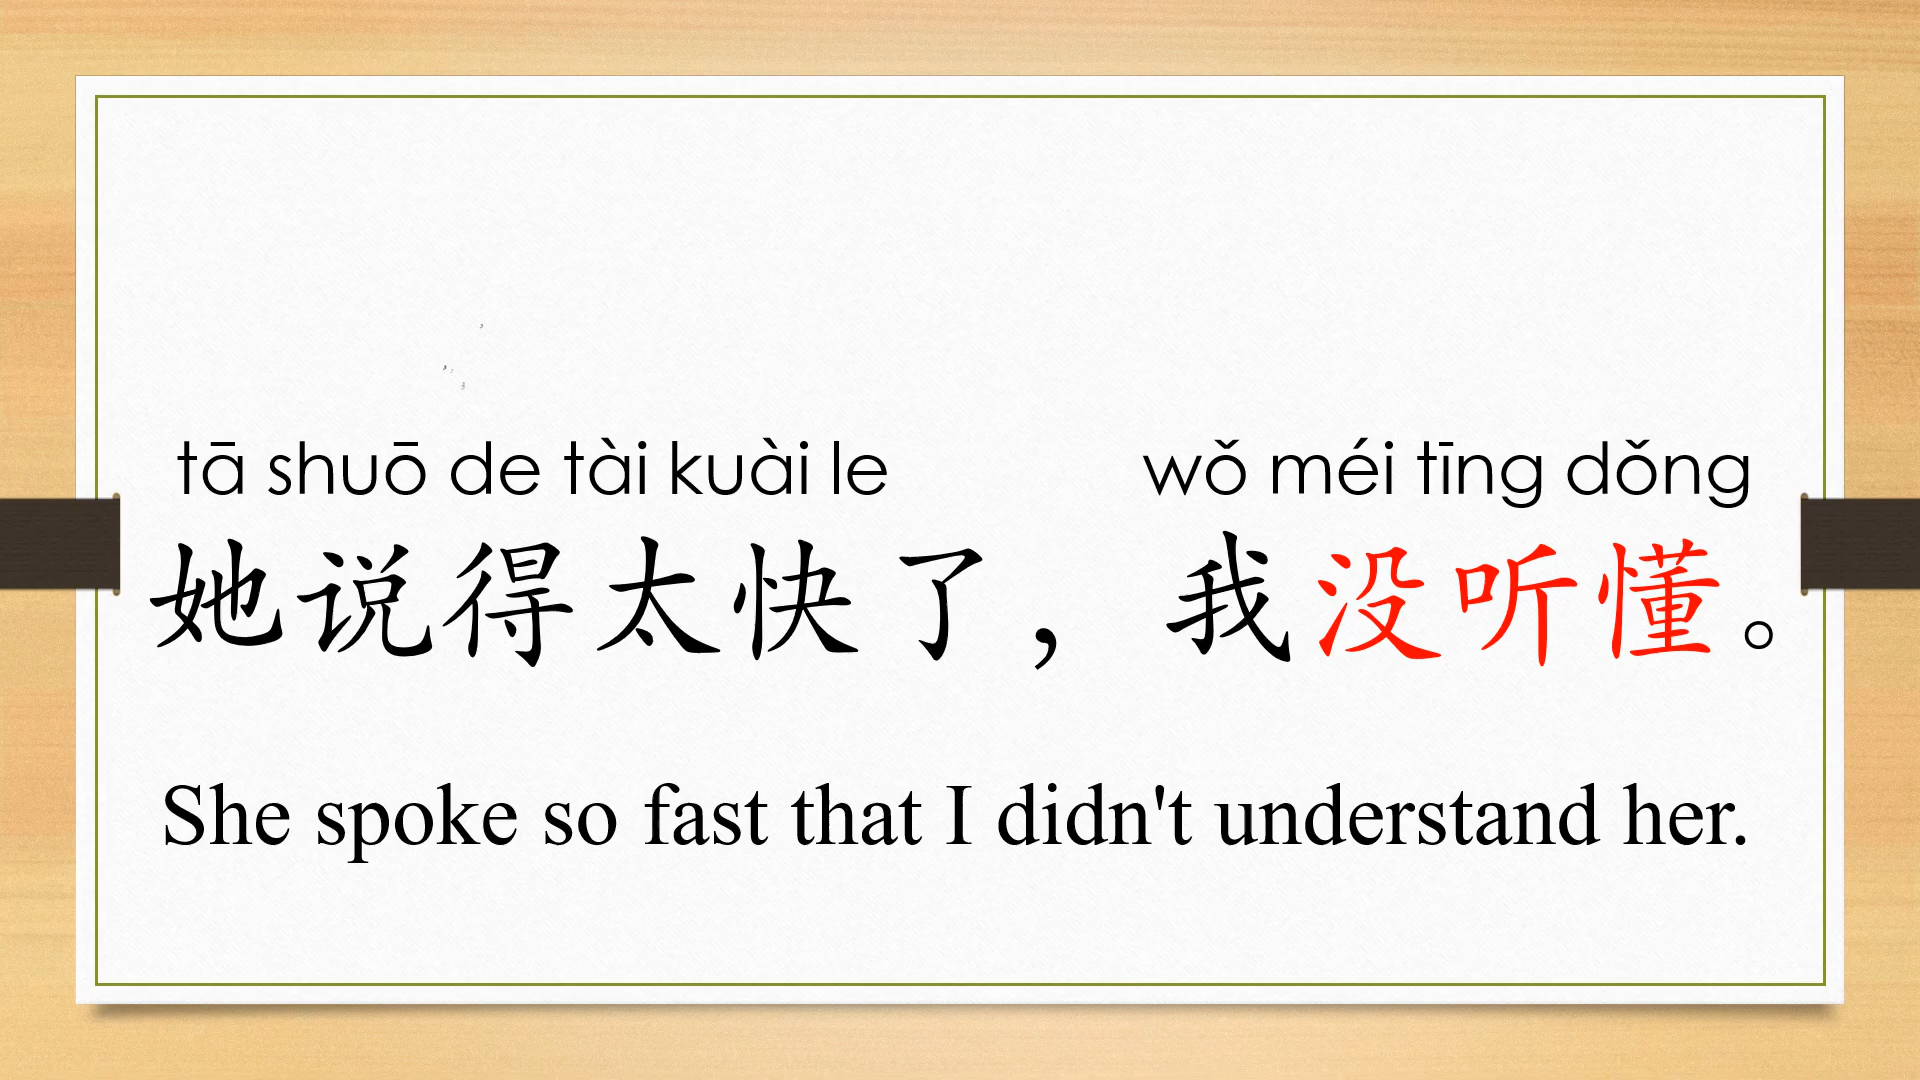 tā shuō de tài kuài le wǒ méi tīng dǒng
她说得太快了，我没听懂。
She spoke so fast that I didn't understand her.